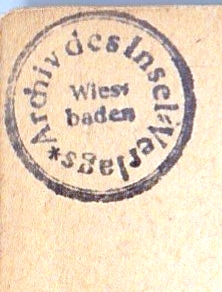 *Archiv des Insel-Verlags*
Wies-
baden